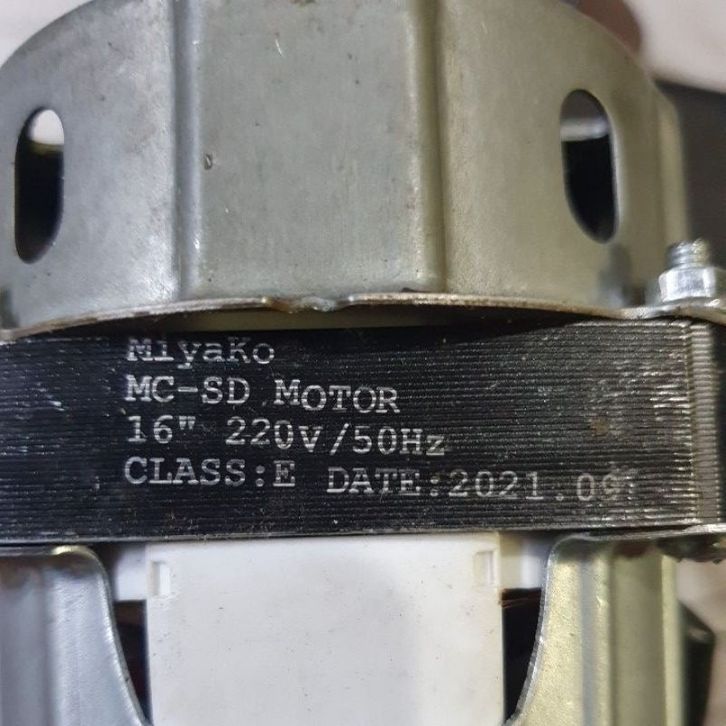 Miyako
MC-SD MOTOR
16" 220V/50Hz
CLASS:E DATE:2021.09